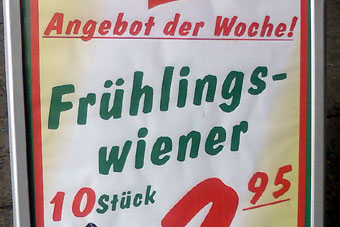 Angebot der Woche!
Frühlings-
wiener
10 Stück
95